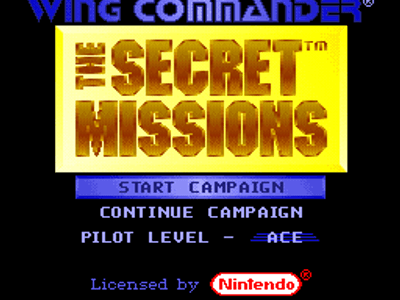 WING COMMANDER®
THE SECRET™
MISSIONS
START CAMPAIGN
CONTINUE CAMPAIGN
PILOT LEVEL - ACE
Licensed by Nintendo®